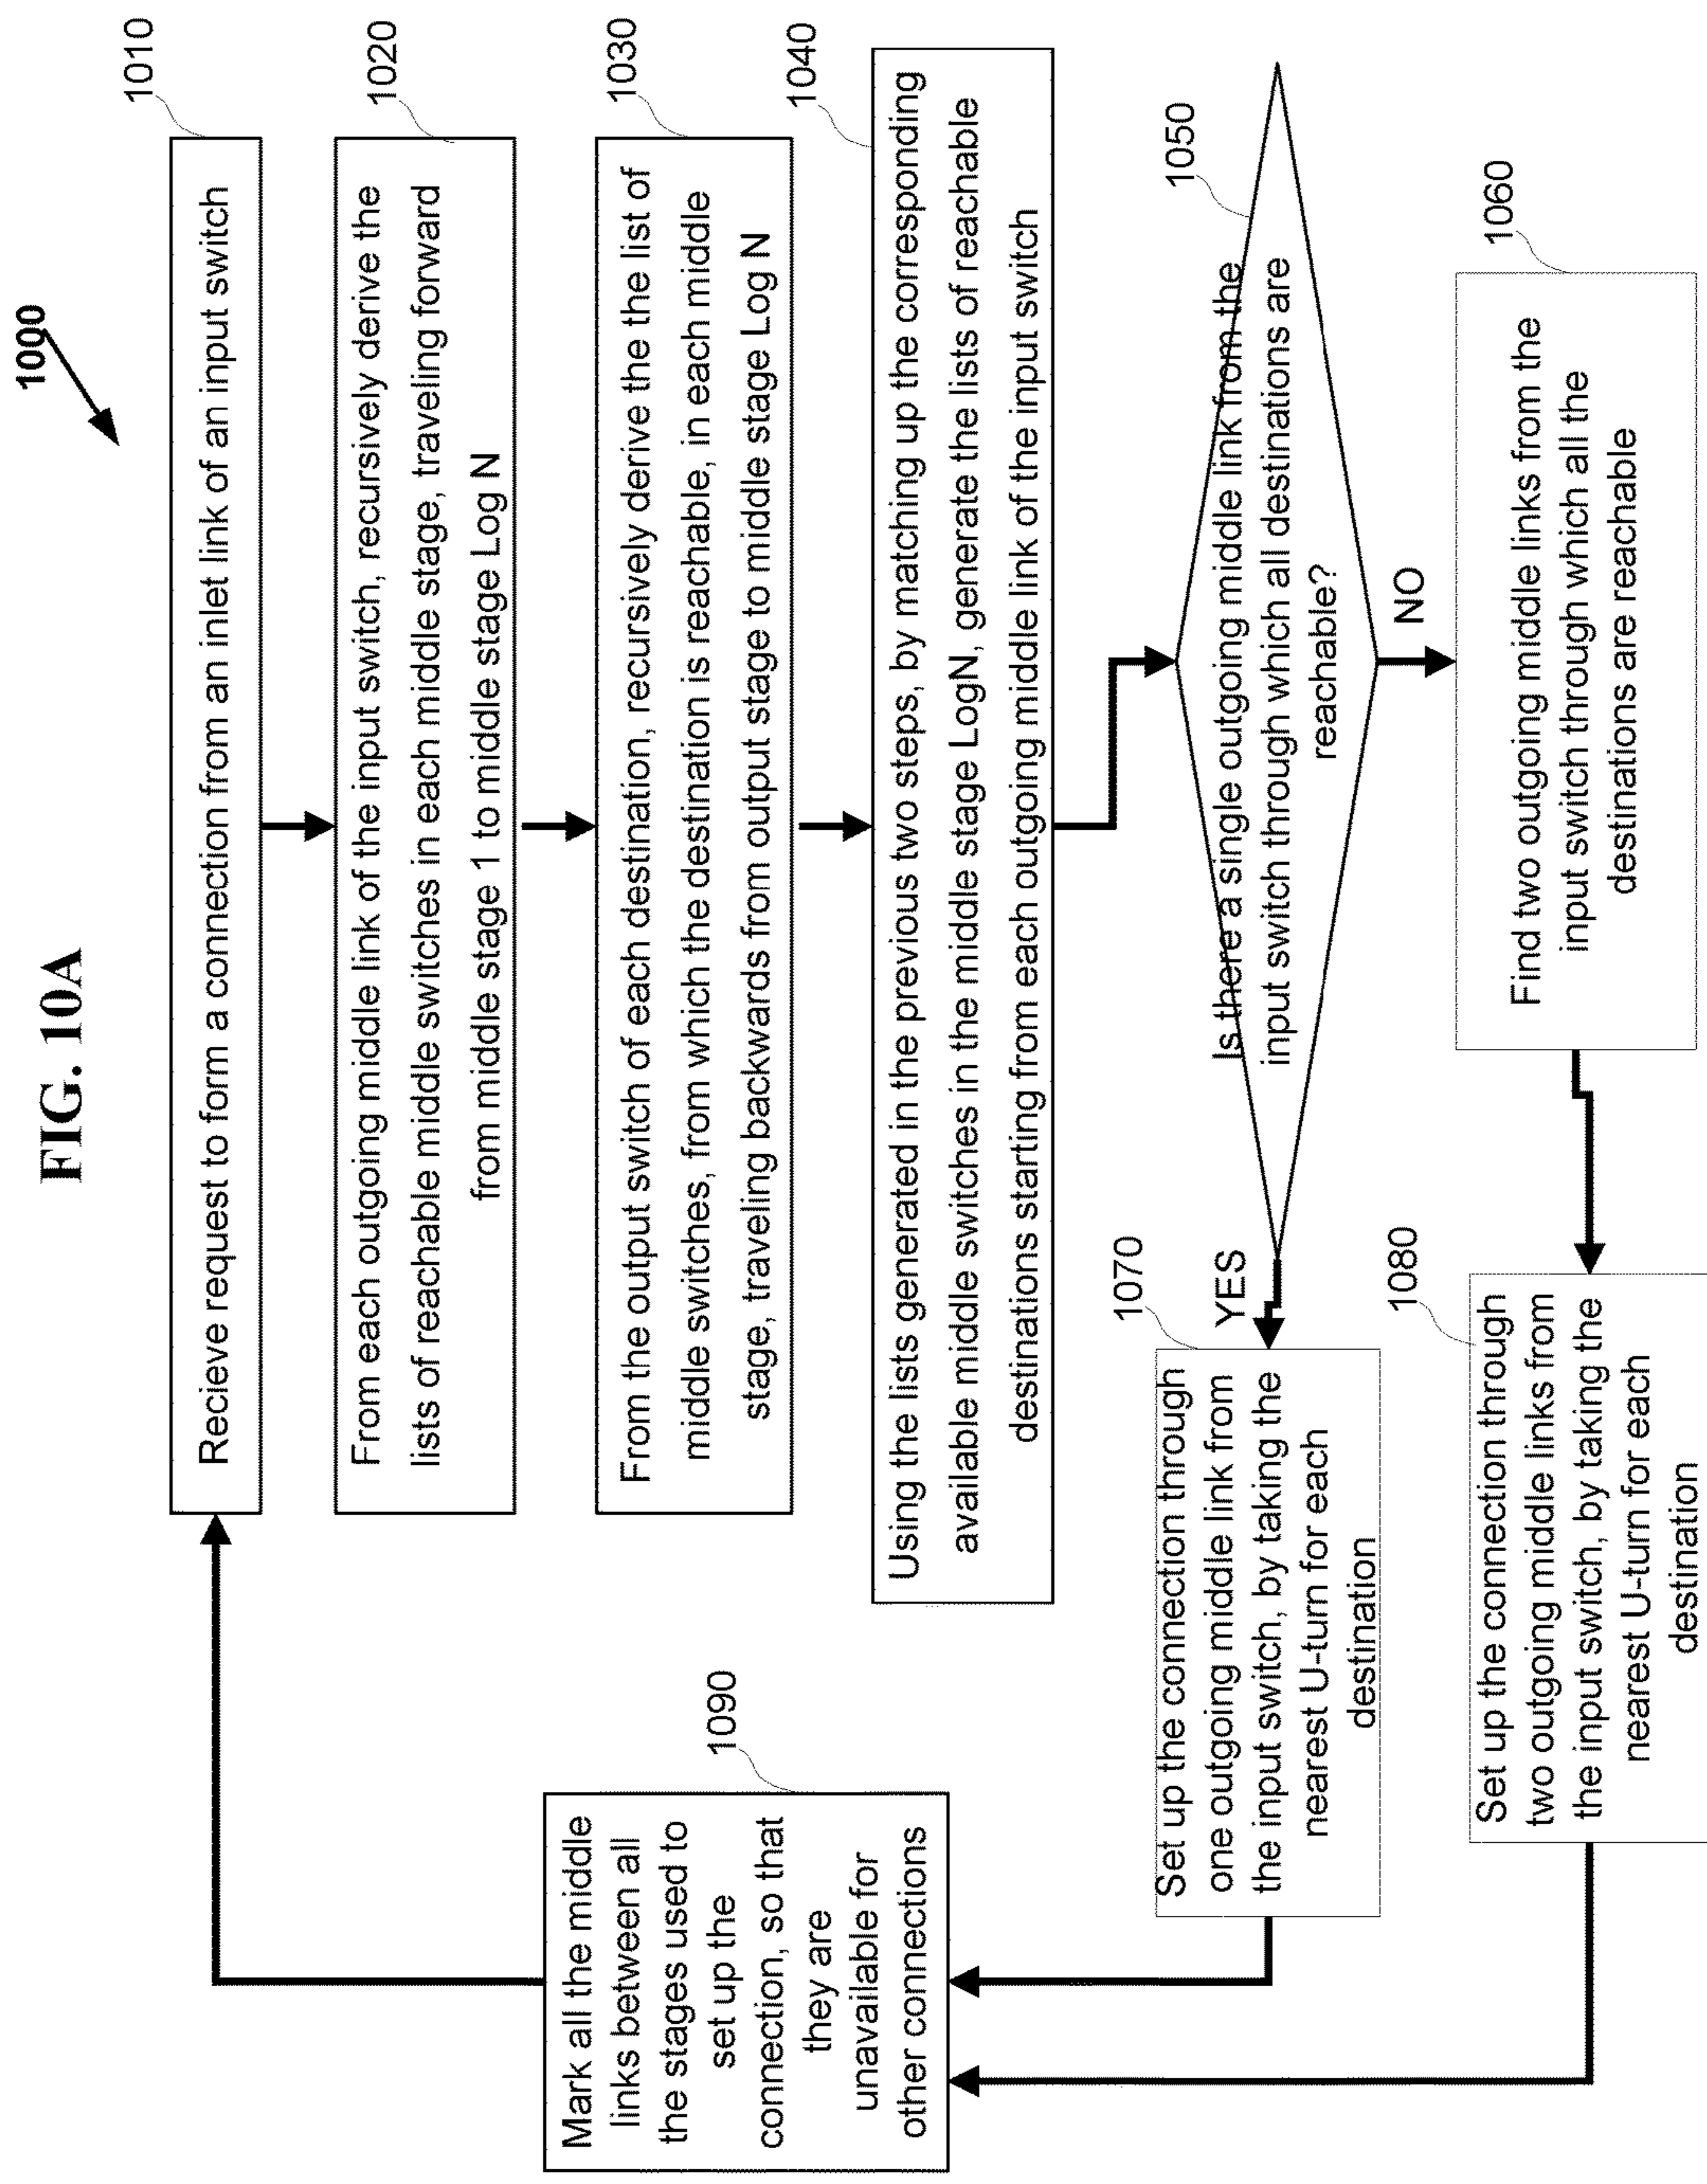 FIG. 10A
1000
1010
Recieve request to form a connection from an inlet link of an input switch
1020
From each outgoing middle link of the input switch, recursively derive the
lists of reachable middle switches in each middle stage, traveling forward
from middle stage 1 to middle stage Log N
1030
From the output switch of each destination, recursively derive the the list of
middle switches, from which the destination is reachable, in each middle
stage, traveling backwards from output stage to middle stage Log N
1040
Using the lists generated in the previous two steps, by matching up the corresponding
available middle switches in the middle stage LogN, generate the lists of reachable
destinations starting from each outgoing middle link of the input switch
1050
Is there a single outgoing middle link from the
input switch through which all destinations are
reachable?
YES
NO
1060
Find two outgoing middle links from the
input switch through which all the
destinations are reachable
1070
Set up the connection through
one outgoing middle link from
the input switch, by taking the
nearest U-turn for each
destination
1080
Set up the connection through
two outgoing middle links from
the input switch, by taking the
nearest U-turn for each
destination
1090
Mark all the middle
links between all
the stages used to
set up the
connection, so that
they are
unavailable for
other connections